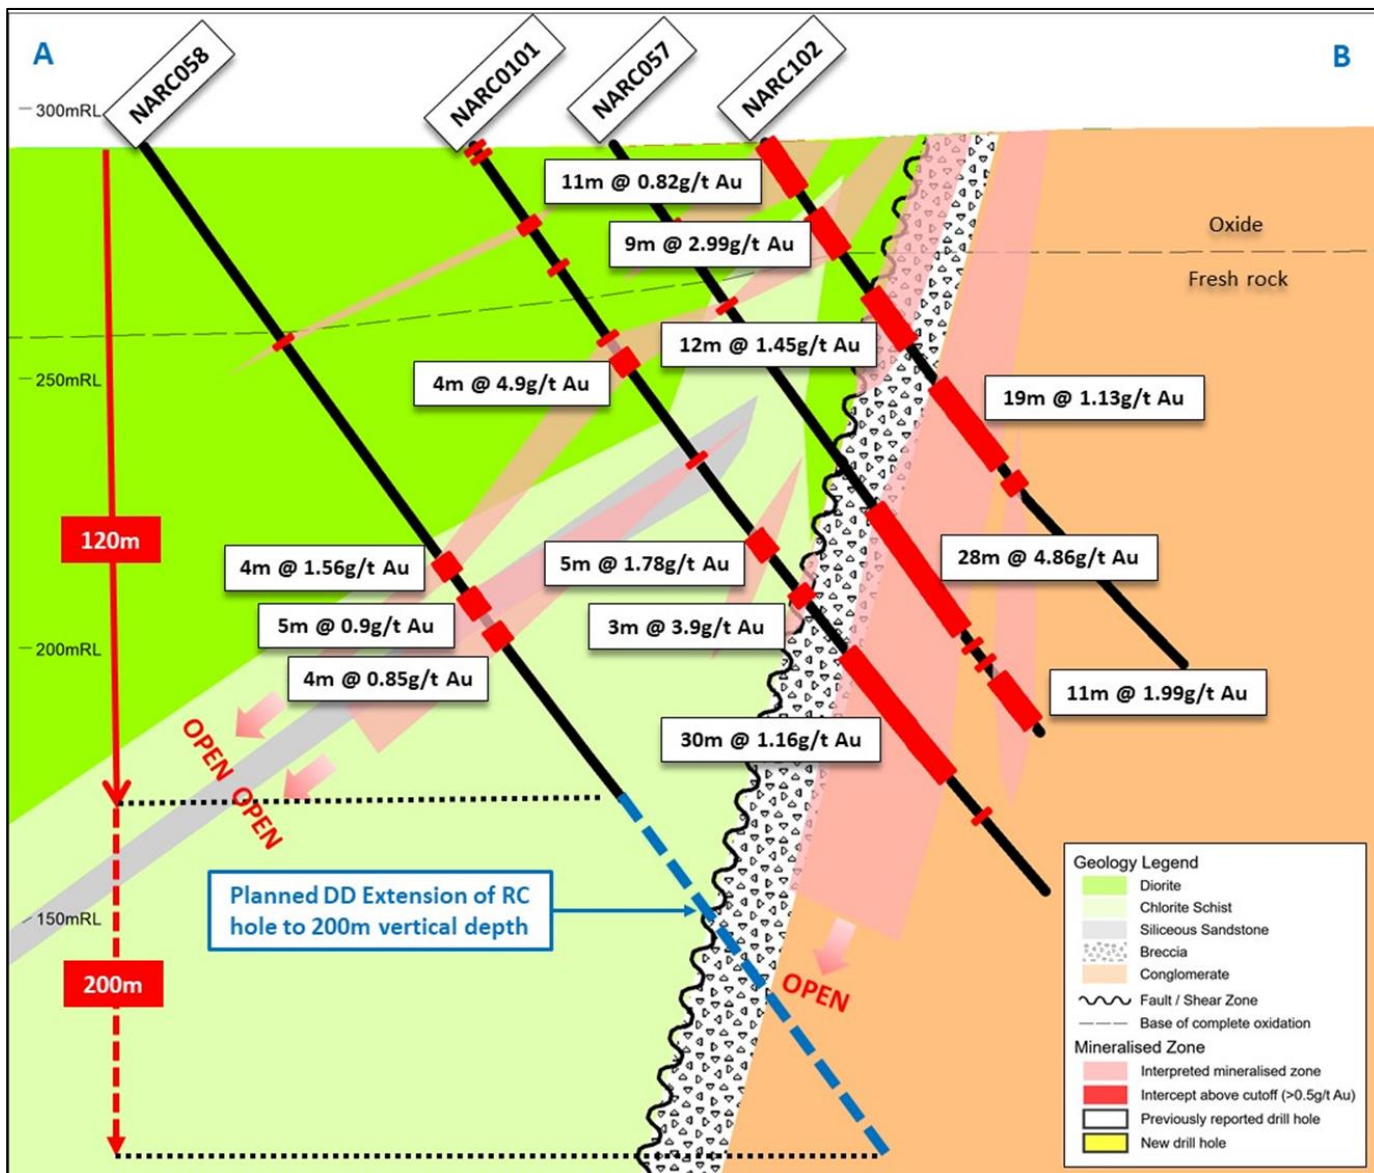 A
B
NARC058
NARC0101
NARC057
NARC102
300mRL
11m @ 0.82g/t Au
9m @ 2.99g/t Au
Oxide
Fresh rock
12m @ 1.45g/t Au
250mRL
4m @ 4.9g/t Au
19m @ 1.13g/t Au
120m
4m @ 1.56g/t Au
5m @ 1.78g/t Au
28m @ 4.86g/t Au
5m @ 0.9g/t Au
3m @ 3.9g/t Au
200mRL
4m @ 0.85g/t Au
11m @ 1.99g/t Au
OPEN
30m @ 1.16g/t Au
OPEN
Planned DD Extension of RC
hole to 200m vertical depth
150mRL
200m
OPEN
Geology Legend
Diorite
Chlorite Schist
Siliceous Sandstone
Breccia
Conglomerate
Fault / Shear Zone
Base of complete oxidation
Mineralised Zone
Interpreted mineralised zone
Intercept above cutoff (>0.5g/t Au)
Previously reported drill hole
New drill hole